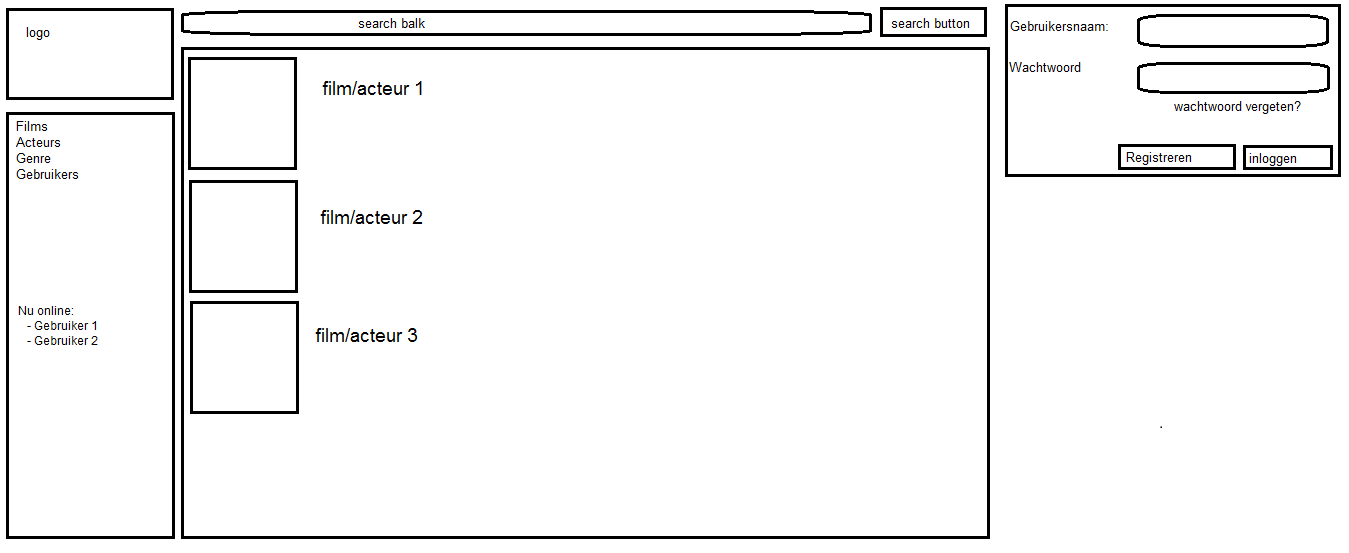 logo
search balk
search button
Films
Acteurs
Genre
Gebruikers
Nu online:
- Gebruiker 1
- Gebruiker 2
film/acteur 1
film/acteur 2
film/acteur 3
Gebruikersnaam:
Wachtwoord
wachtwoord vergeten?
Registreren
inloggen